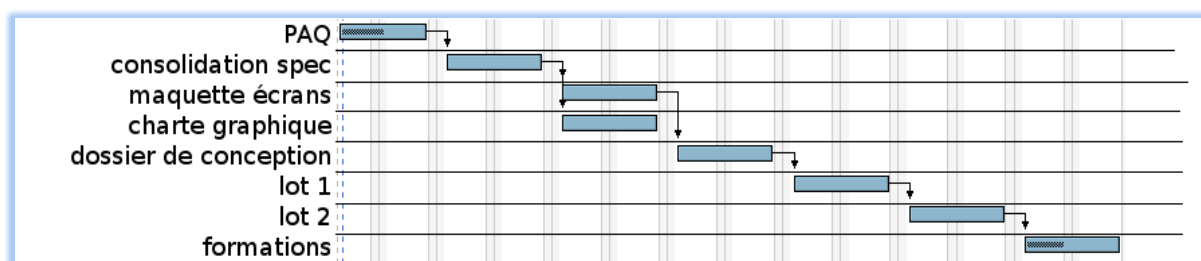 PAQ
consolidation spec
maquette écrans
charte graphique
dossier de conception
lot 1
lot 2
formations